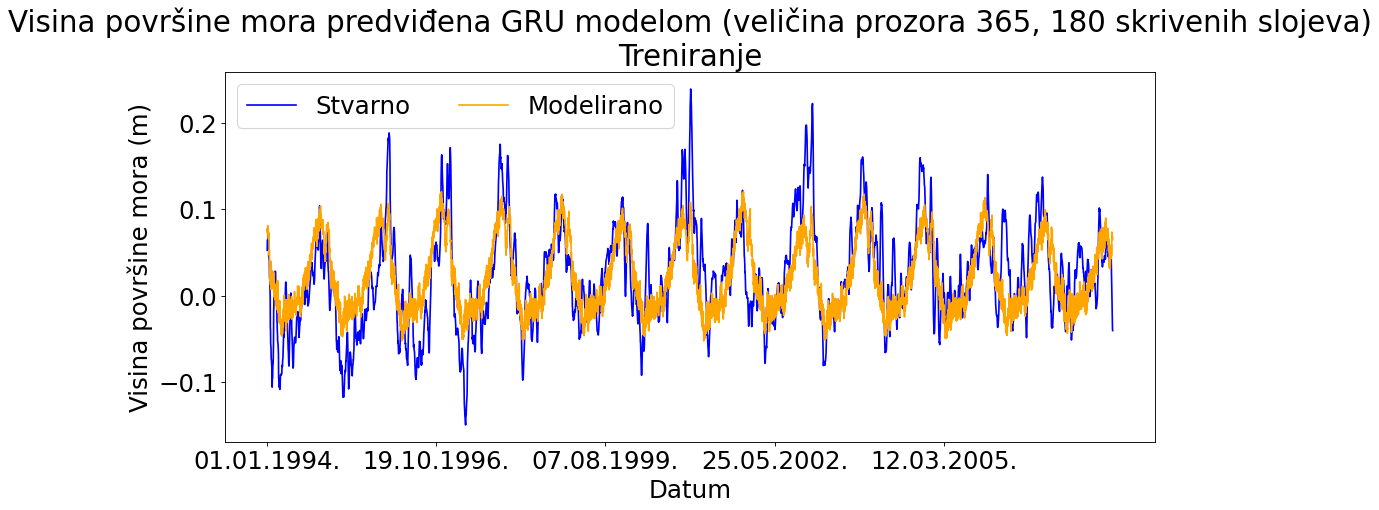 Visina površine mora predviđena GRU modelom (veličina prozora 365, 180 skrivenih slojeva)
Treniranje
Stvarno
Modelirano
Visina površine mora (m)
0.2
0.1
0.0
−0.1
01.01.1994.
19.10.1996.
07.08.1999.
25.05.2002.
12.03.2005.
Datum